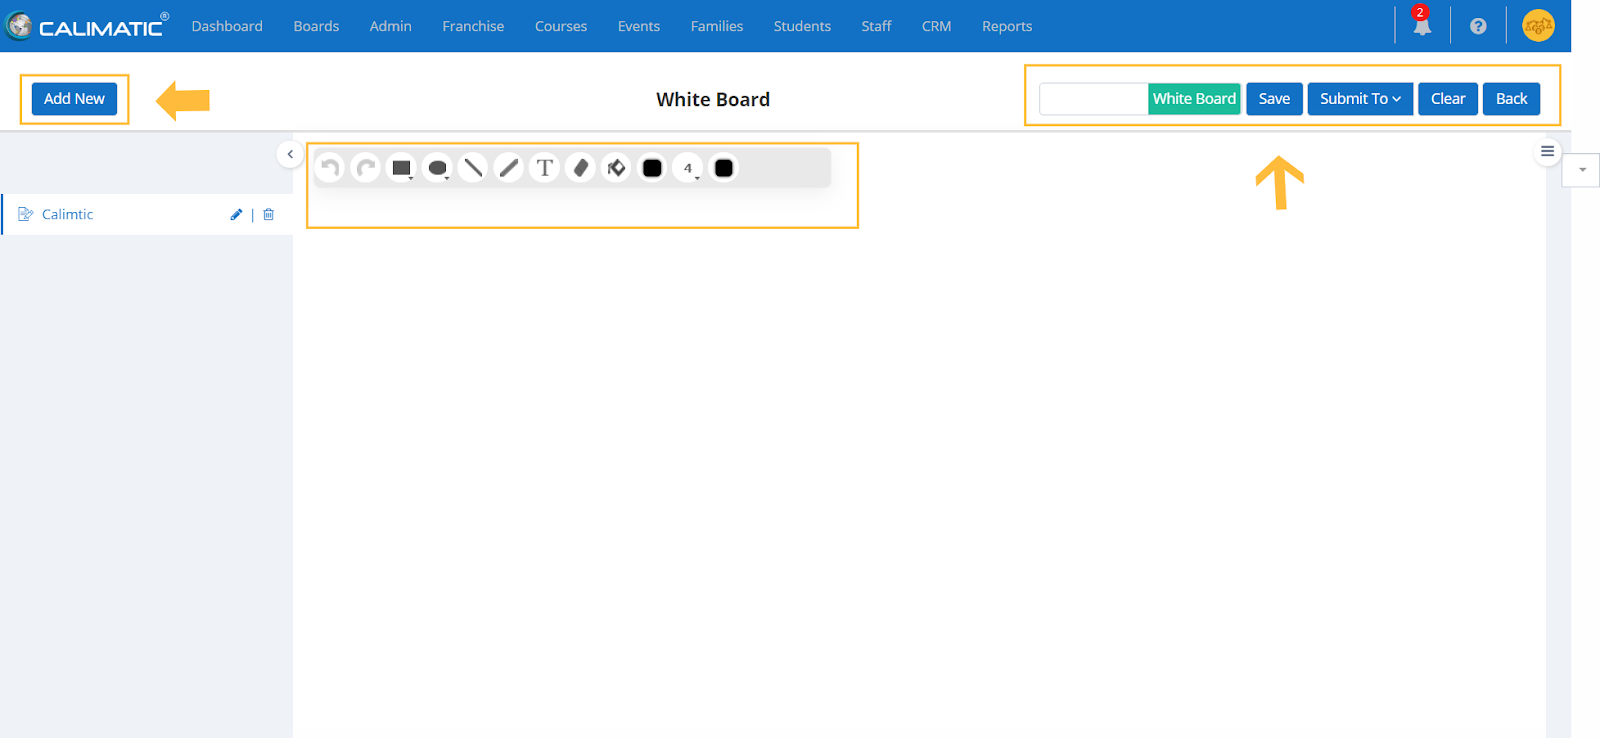 CALIMATIC® Dashboard Boards Admin Franchise Courses Events Families Students Staff CRM Reports 2
Add New White Board White Board Save Submit To Clear Back
T 4
Calimtic